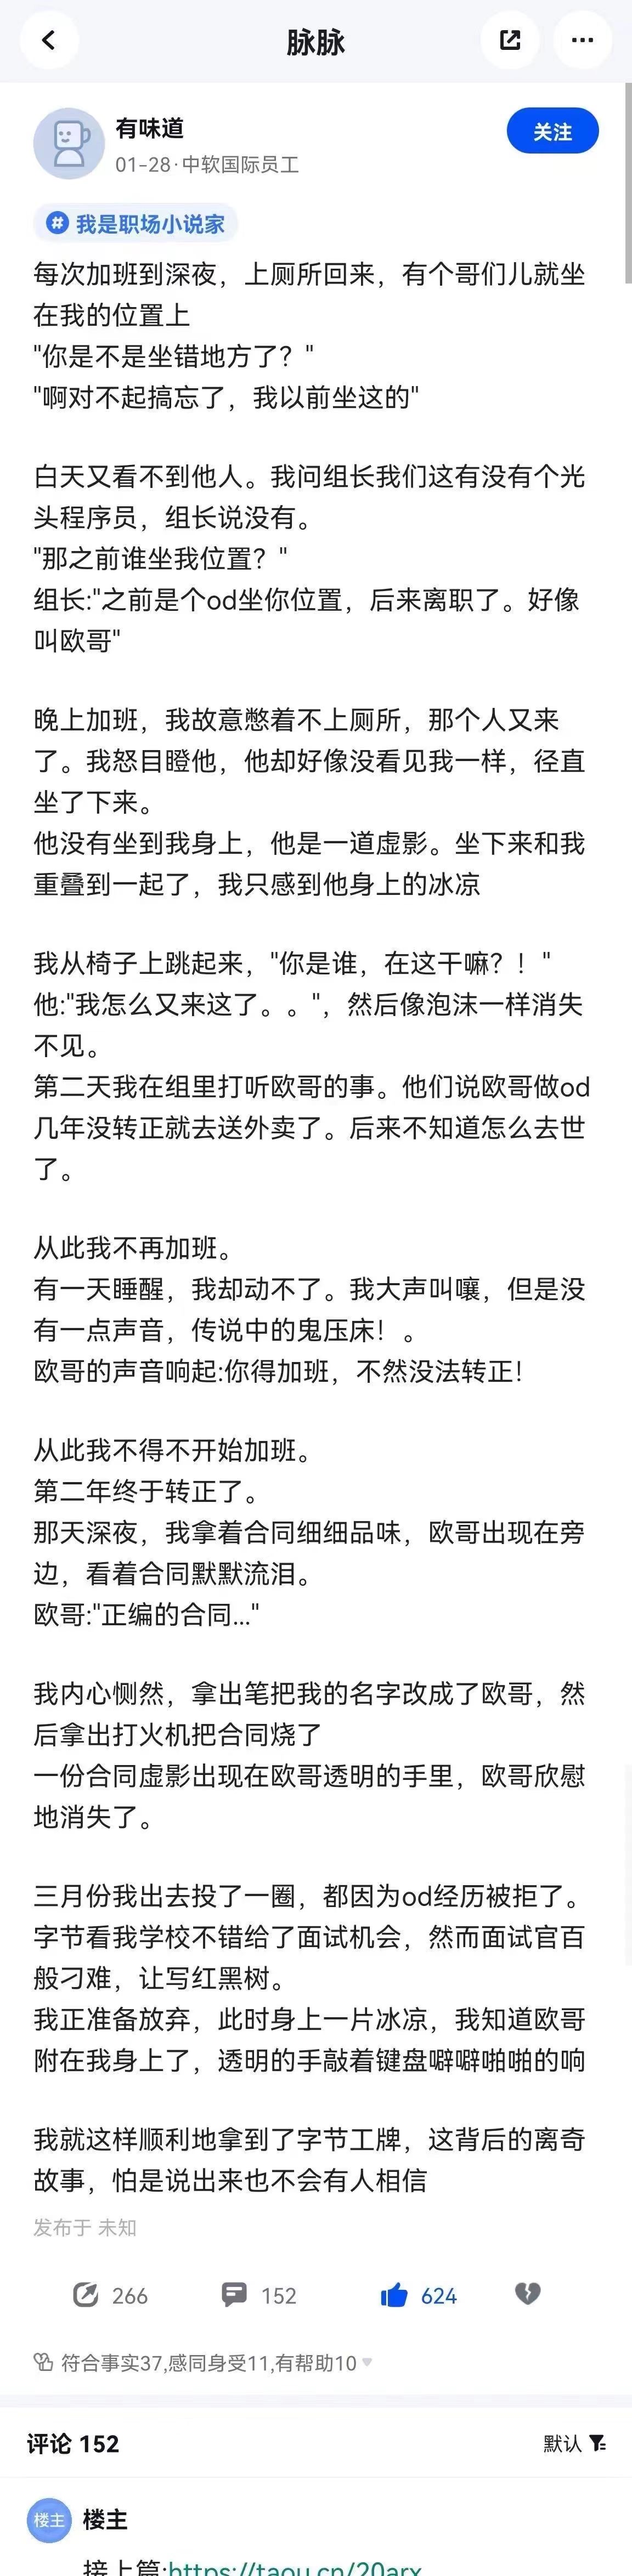 脉脉
有味道
01-28·中软国际员工
关注
# 我是职场小说家
每次加班到深夜，上厕所回来，有个哥们儿就坐
在我的位置上
"你是不是坐错地方了？"
"啊对不起搞忘了，我以前坐这的"
白天又看不到他人。我问组长我们这有没有个光
头程序员，组长说没有。
"那之前谁坐我位置？"
组长:"之前是个od坐你位置，后来离职了。好像
叫欧哥"
晚上加班，我故意憋着不上厕所，那个人又来
了。我怒目瞪他，他却好像没看见我一样，径直
坐了下来。
他没有坐到我身上，他是一道虚影。坐下来和我
重叠到一起了，我只感到他身上的冰凉
我从椅子上跳起来，"你是谁，在这干嘛？！"
他:"我怎么又来这了。。"，然后像泡沫一样消失
不见。
第二天我在组里打听欧哥的事。他们说欧哥做od
几年没转正就去送外卖了。后来不知道怎么去世
了。
从此我不再加班。
有一天睡醒，我却动不了。我大声叫嚷，但是没
有一点声音，传说中的鬼压床！。
欧哥的声音响起:你得加班，不然没法转正！
从此我不得不开始加班。
第二年终于转正了。
那天深夜，我拿着合同细细品味，欧哥出现在旁
边，看着合同默默流泪。
欧哥:"正编的合同..."
我内心恻然，拿出笔把我的名字改成了欧哥，然
后拿出打火机把合同烧了
一份合同虚影出现在欧哥透明的手里，欧哥欣慰
地消失了。
三月份我出去投了一圈，都因为od经历被拒了。
字节看我学校不错给了面试机会，然而面试官百
般刁难，让写红黑树。
我正准备放弃，此时身上一片冰凉，我知道欧哥
附在我身上了，透明的手敲着键盘噼噼啪啪的响
我就这样顺利地拿到了字节工牌，这背后的离奇
故事，怕是说出来也不会有人相信
发布于 未知
266 152 624
符合事实37,感同身受11,有帮助10
评论 152
默认
楼主
楼主
接上篇:https://taou.cn/20arx